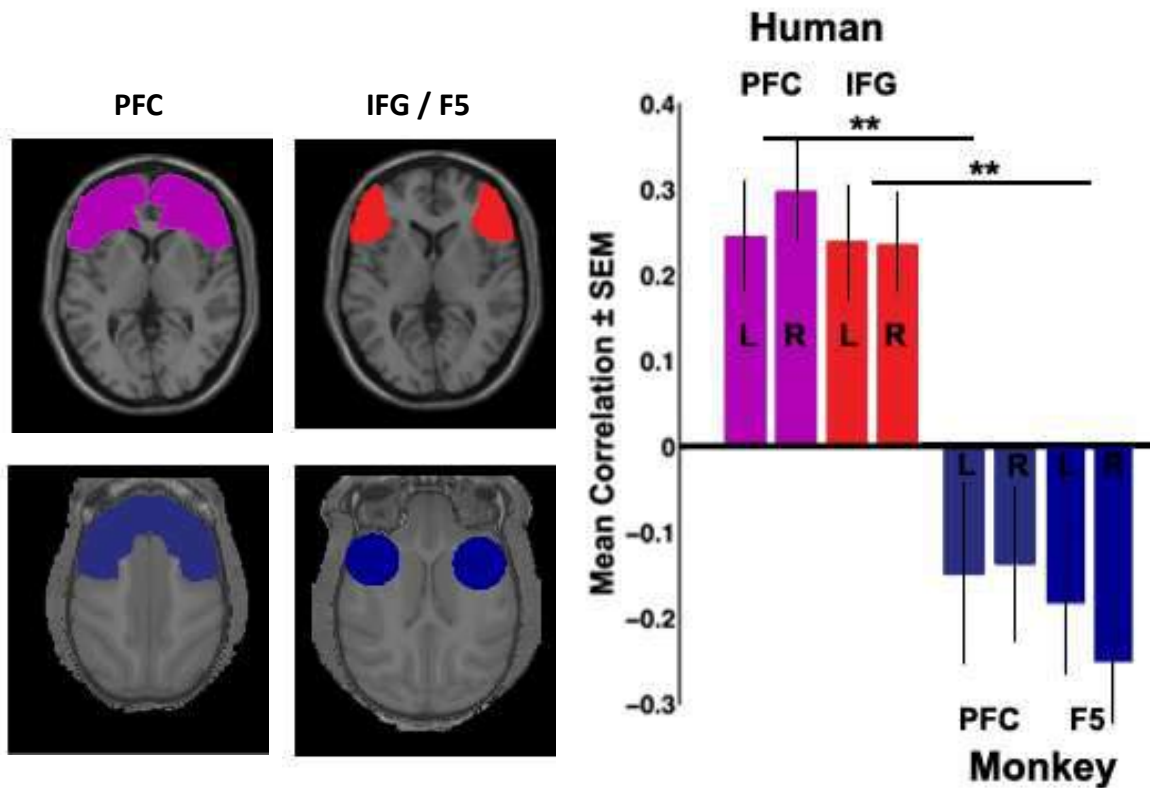 PFC
IFG / F5
Human
PFC IFG
**
**
Mean Correlation ± SEM
0.4
0.3
0.2
0.1
0
−0.1
−0.2
−0.3
L R L R
L R L R
PFC F5
Monkey